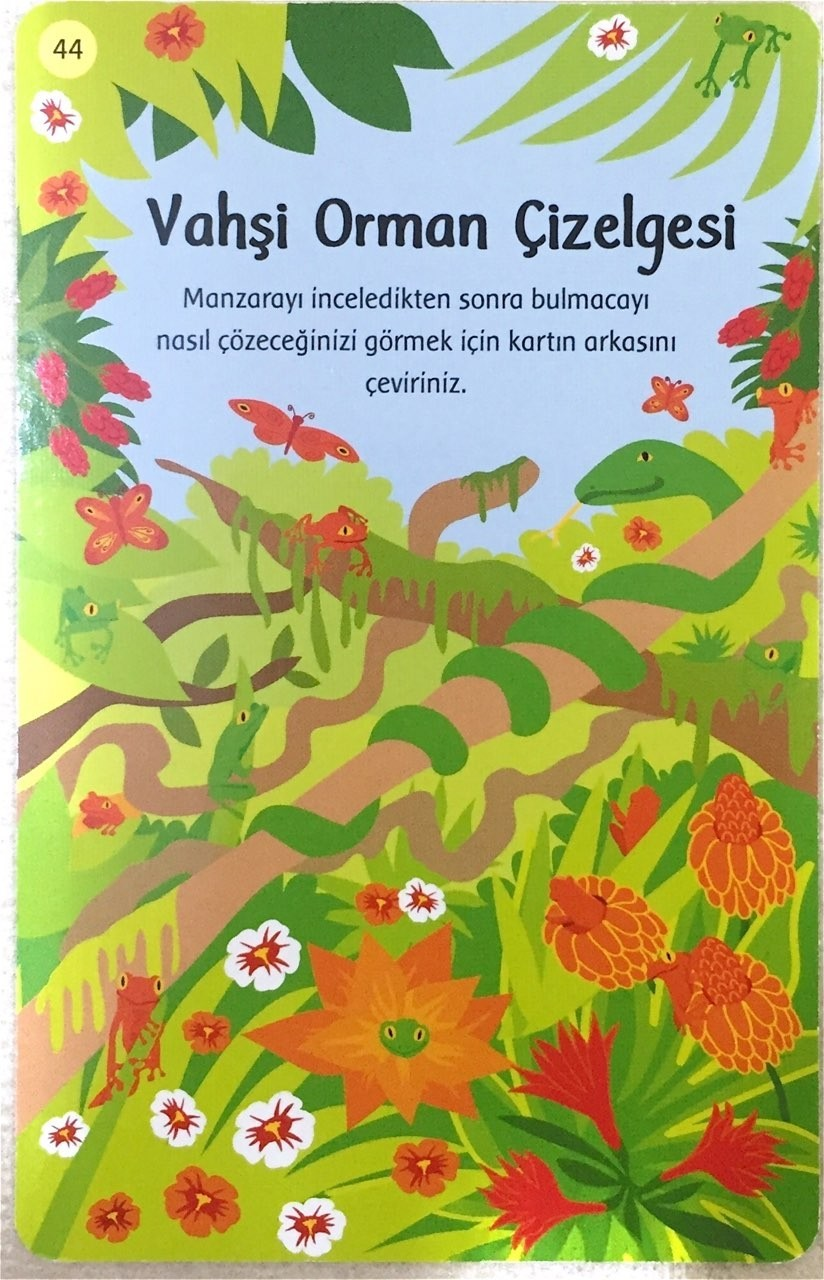 44
Vahşi Orman Çizelgesi
Manzarayı inceledikten sonra bulmacayı
nasıl çözeceğinizi görmek için kartın arkasını
çeviriniz.